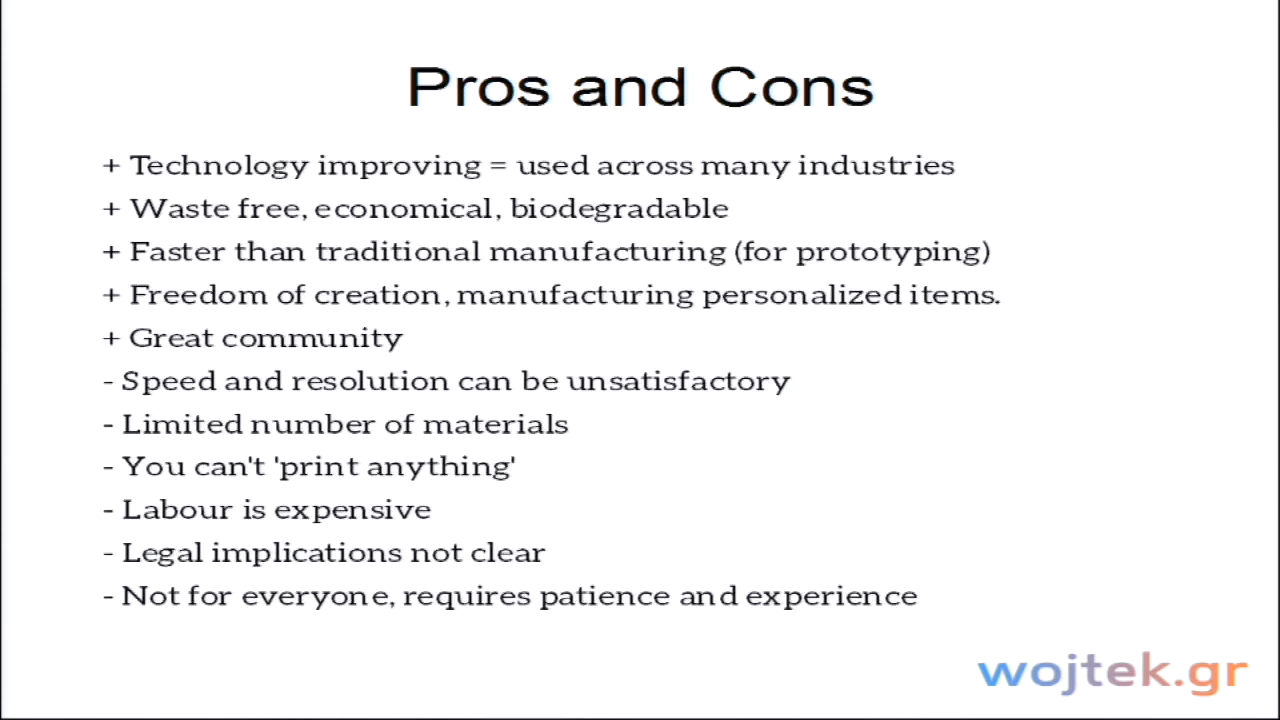 Pros and Cons
+ Technology improving = used across many industries
+ Waste free, economical, biodegradable
+ Faster than traditional manufacturing (for prototyping)
+ Freedom of creation, manufacturing personalized items.
+ Great community
- Speed and resolution can be unsatisfactory
- Limited number of materials
- You can't 'print anything'
- Labour is expensive
- Legal implications not clear
- Not for everyone, requires patience and experience
wojtek.gr